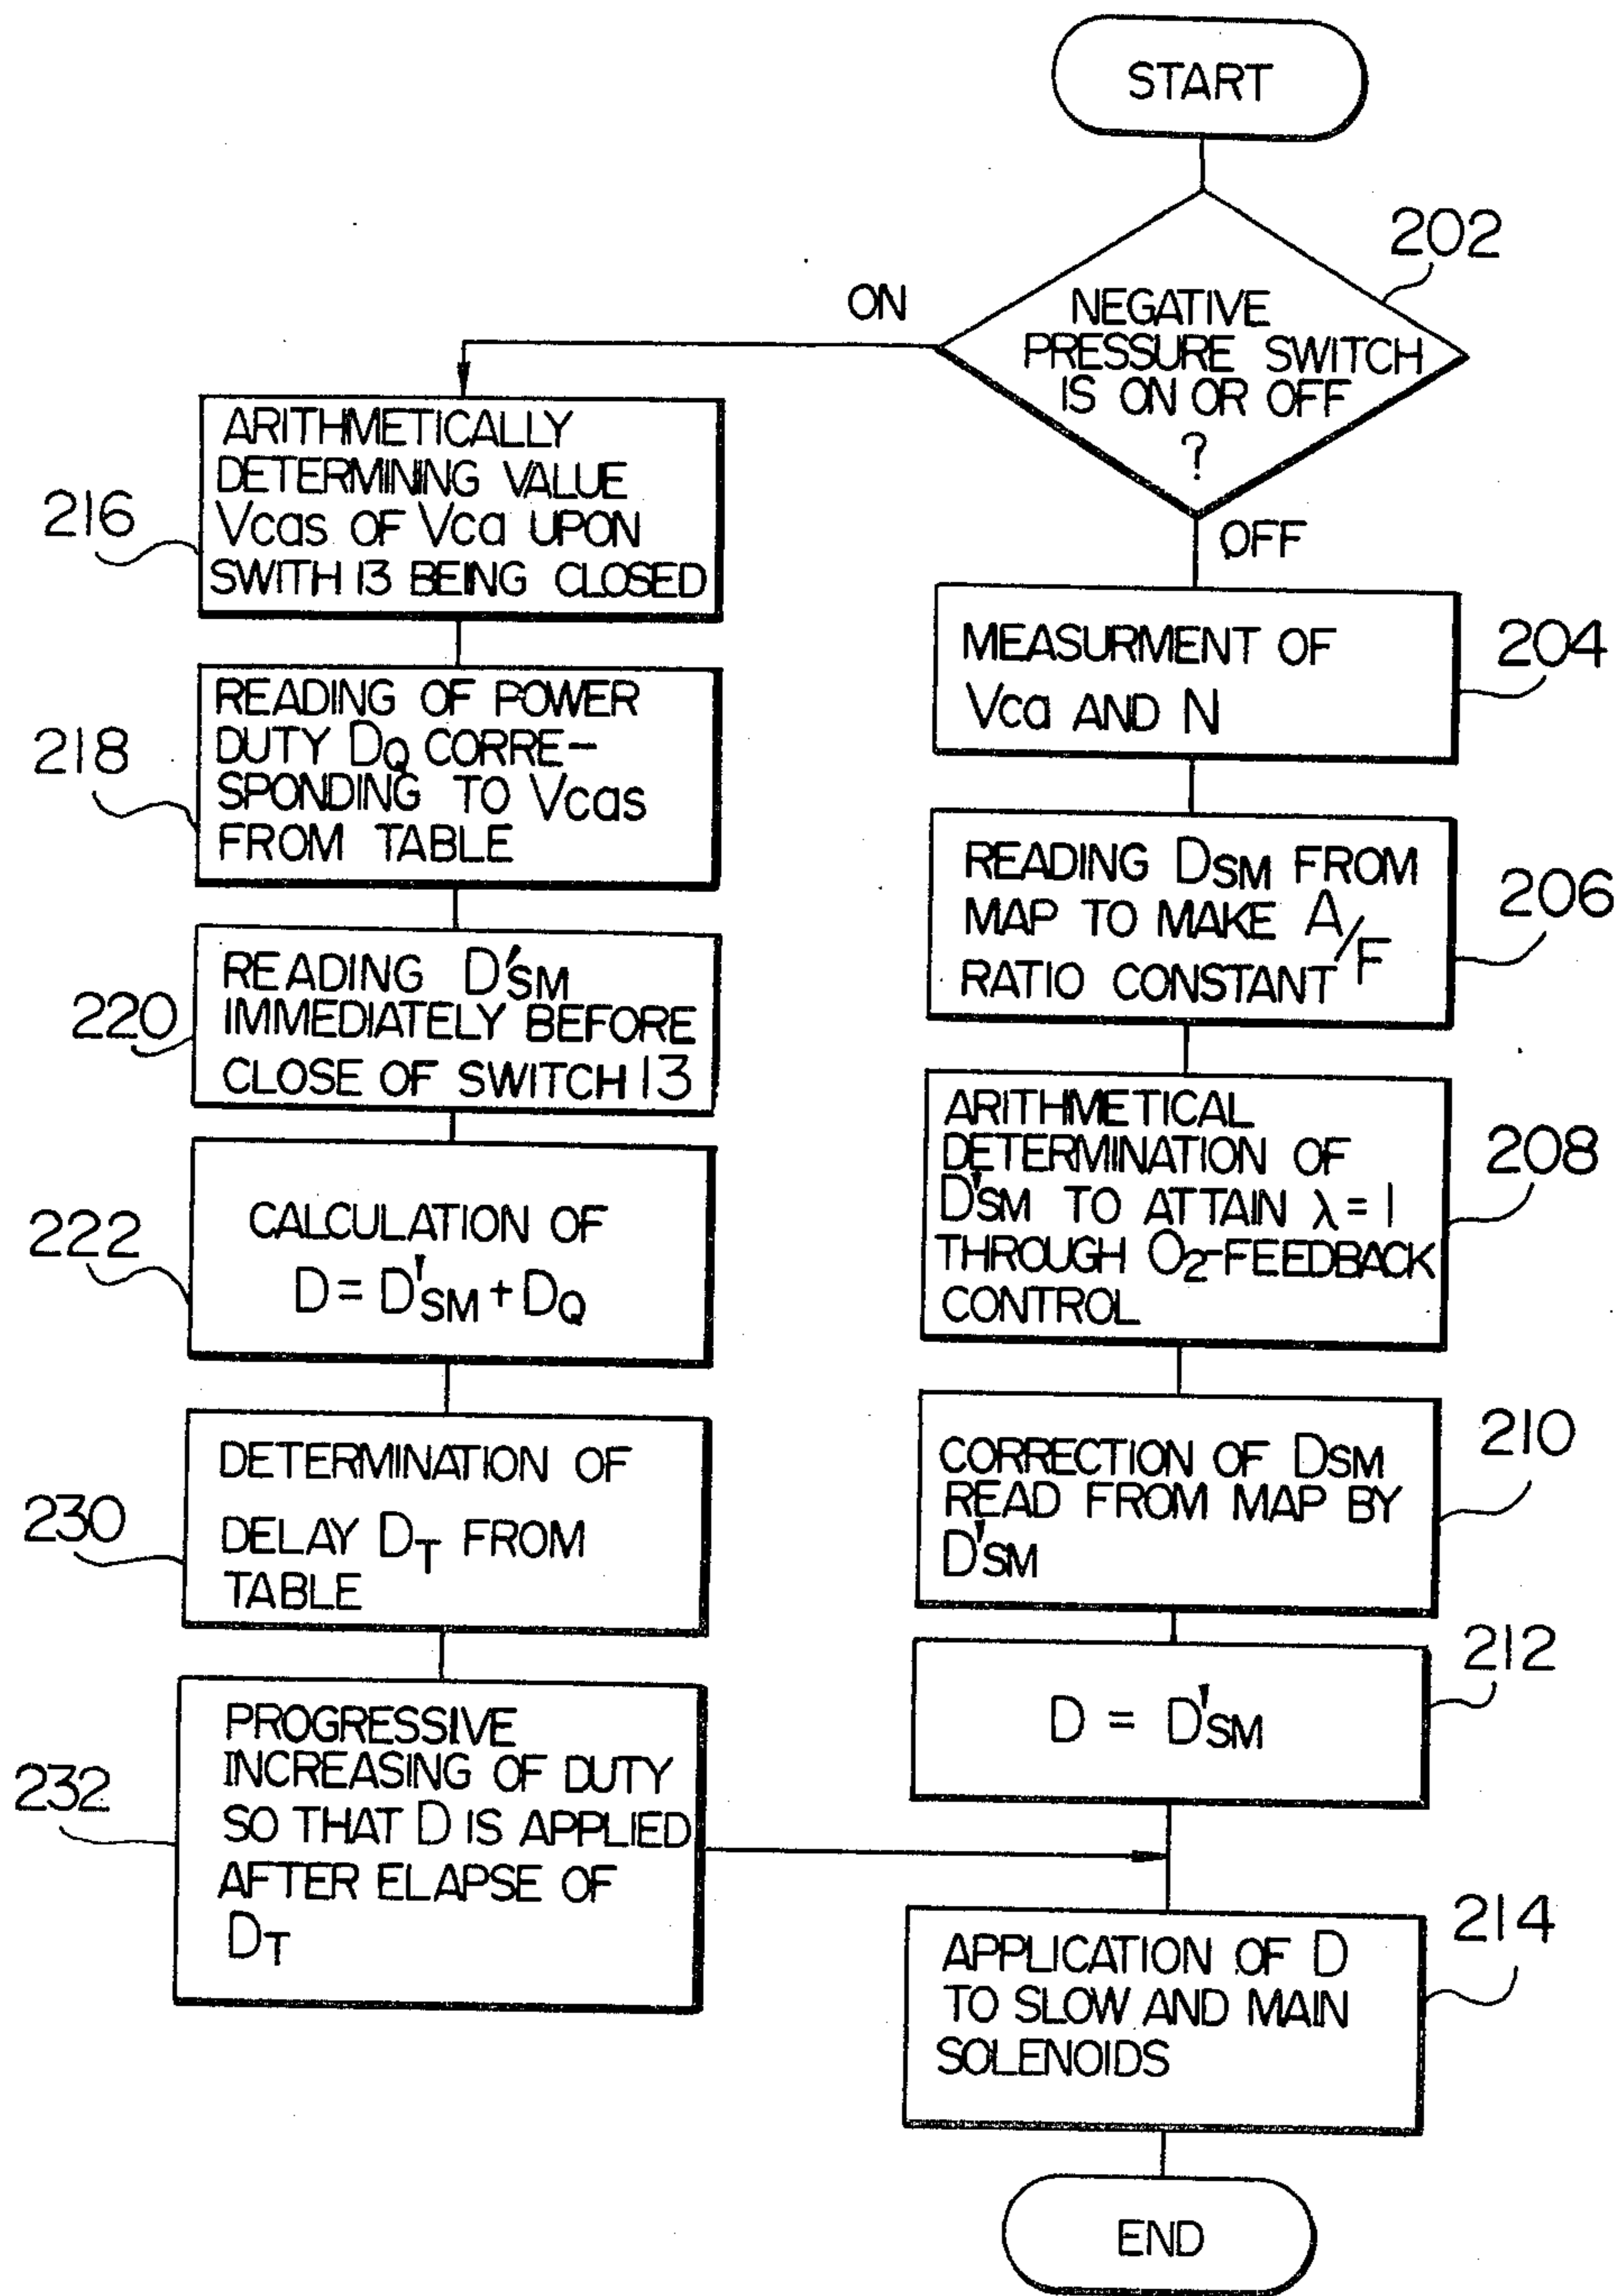 START
202
NEGATIVE
PRESSURE SWITCH
IS ON OR OFF
?
ON
OFF
204
MEASURMENT OF
Vca AND N
206
READING DSM FROM
MAP TO MAKE A/F
RATIO CONSTANT
208
ARITHMETICAL
DETERMINATION OF
D'SM TO ATTAIN λ = 1
THROUGH O2-FEEDBACK
CONTROL
210
CORRECTION OF DSM
READ FROM MAP BY
D'SM
212
D = D'SM
216
ARITHMETICALLY
DETERMINING VALUE
Vcas OF Vca UPON
SWITH 13 BEING CLOSED
218
READING OF POWER
DUTY DQ CORRE-
SPONDING TO Vcas
FROM TABLE
220
READING D'SM
IMMEDIATELY BEFORE
CLOSE OF SWITCH 13
222
CALCULATION OF
D = D'SM + DQ
230
DETERMINATION OF
DELAY DT FROM
TABLE
232
PROGRESSIVE
INCREASING OF DUTY
SO THAT D IS APPLIED
AFTER ELAPSE OF
DT
214
APPLICATION OF D
TO SLOW AND MAIN
SOLENOIDS
END